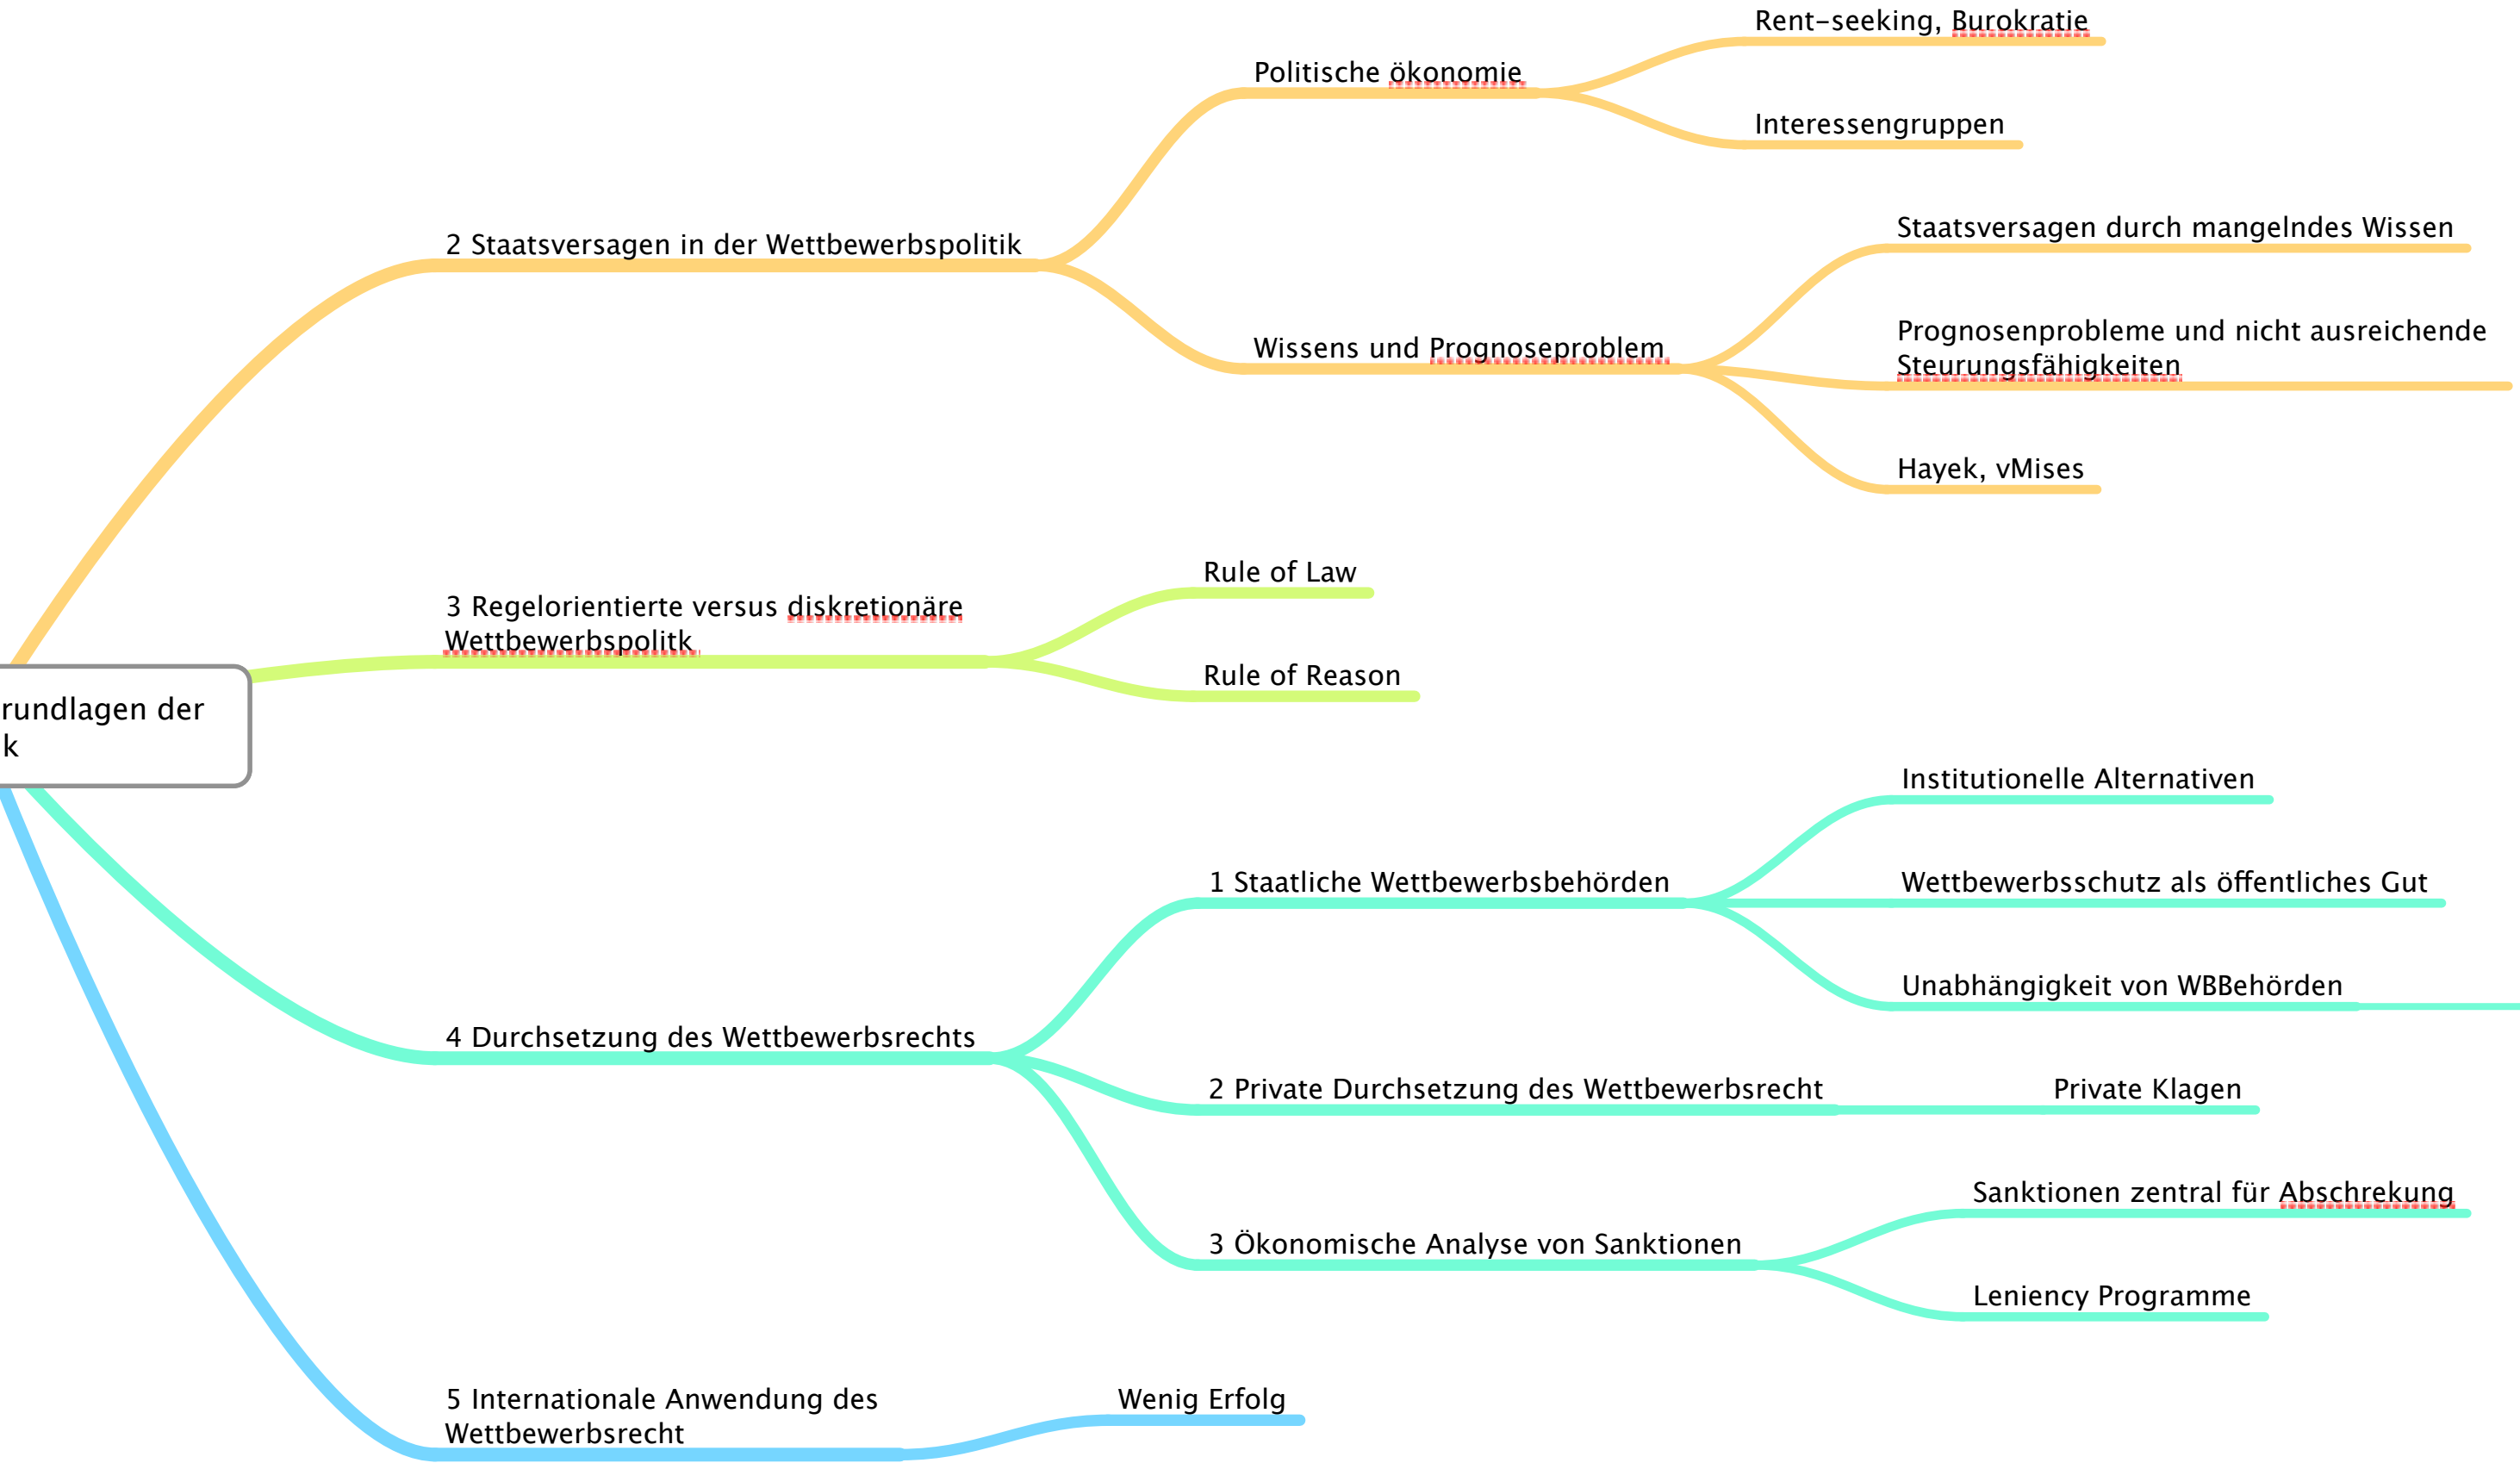 Rent-seeking, Burokratie
Politische ökonomie
Interessengruppen
2 Staatsversagen in der Wettbewerbspolitik
Staatsversagen durch mangelndes Wissen
Wissens und Prognoseproblem
Prognosenprobleme und nicht ausreichende
Steurungsfähigkeiten
Hayek, vMises
3 Regelorientierte versus diskretionäre
Wettbewerbspolitk
Rule of Law
Rule of Reason
rundlagen der
k
4 Durchsetzung des Wettbewerbsrechts
1 Staatliche Wettbewerbsbehörden
Institutionelle Alternativen
Wettbewerbsschutz als öffentliches Gut
Unabhängigkeit von WBBehörden
2 Private Durchsetzung des Wettbewerbsrecht
Private Klagen
3 Ökonomische Analyse von Sanktionen
Sanktionen zentral für Abschrekung
Leniency Programme
5 Internationale Anwendung des
Wettbewerbsrecht
Wenig Erfolg